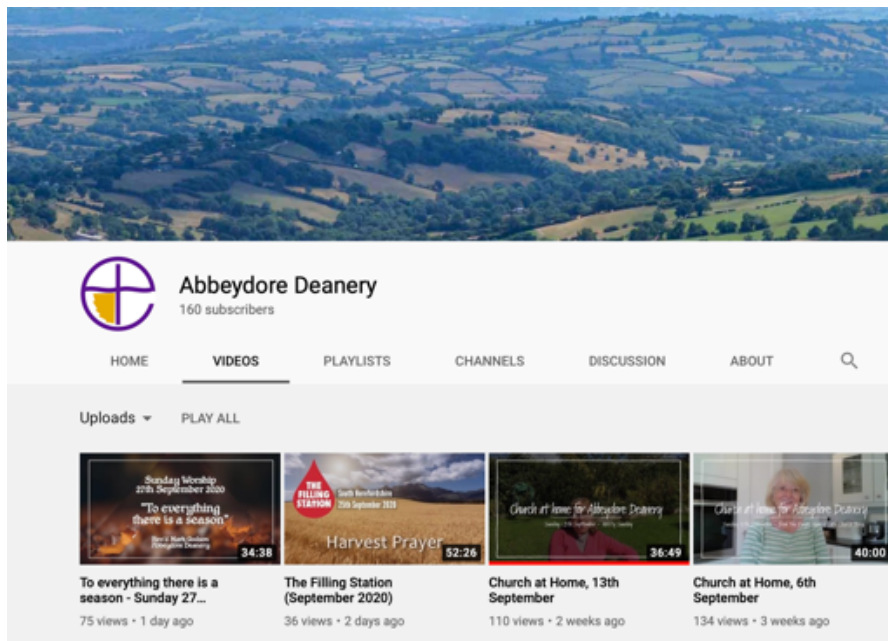 Abbeydore Deanery
160 subscribers
HOME VIDEOS PLAYLISTS CHANNELS DISCUSSION ABOUT
Uploads PLAY ALL
Sunday Worship
27th September 2020
"To everything
there is a season"
Abbeydore Deanery
34:38
THE
FILLING
STATION
South Herefordshire
25th September 2020
Harvest Prayer
52:26
Church at home for Abbeydore Deanery
36:49
Church at home for Abbeydore Deanery
40:00
To everything there is a
season - Sunday 27...
75 views • 1 day ago
The Filling Station
(September 2020)
36 views • 2 days ago
Church at Home, 13th
September
110 views • 2 weeks ago
Church at Home, 6th
September
134 views • 3 weeks ago